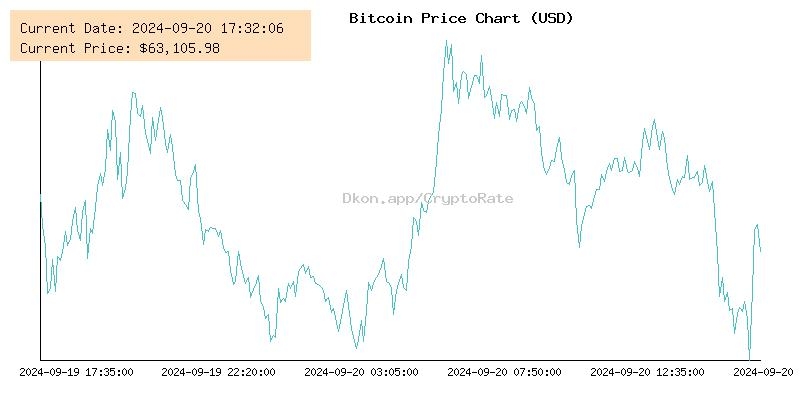 Bitcoin Price Chart (USD)
Current Date: 2024-09-20 17:32:06
Current Price: $63,105.98
Dkon.app/CryptoRate
2024-09-19 17:35:00 2024-09-19 22:20:00 2024-09-20 03:05:00 2024-09-20 07:50:00 2024-09-20 12:35:00 2024-09-20